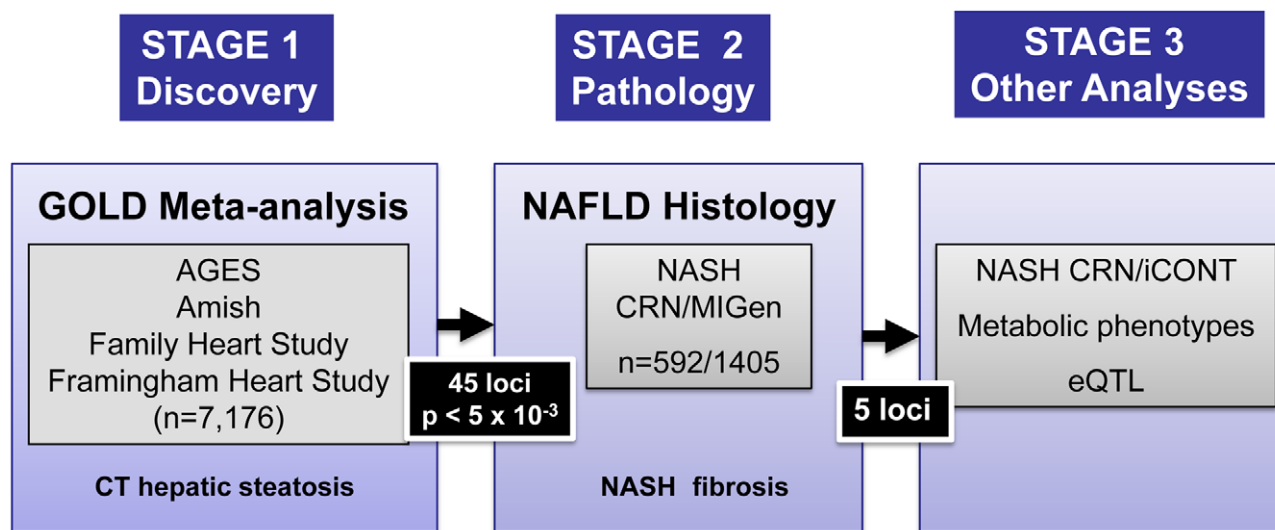 STAGE 1
Discovery
STAGE 2
Pathology
STAGE 3
Other Analyses
GOLD Meta-analysis
AGES
Amish
Family Heart Study
Framingham Heart Study
(n=7,176)
CT hepatic steatosis
45 loci
p < 5 x 10⁻³
NAFLD Histology
NASH
CRN/MIGen
n=592/1405
NASH fibrosis
5 loci
NASH CRN/iCONT
Metabolic phenotypes
eQTL